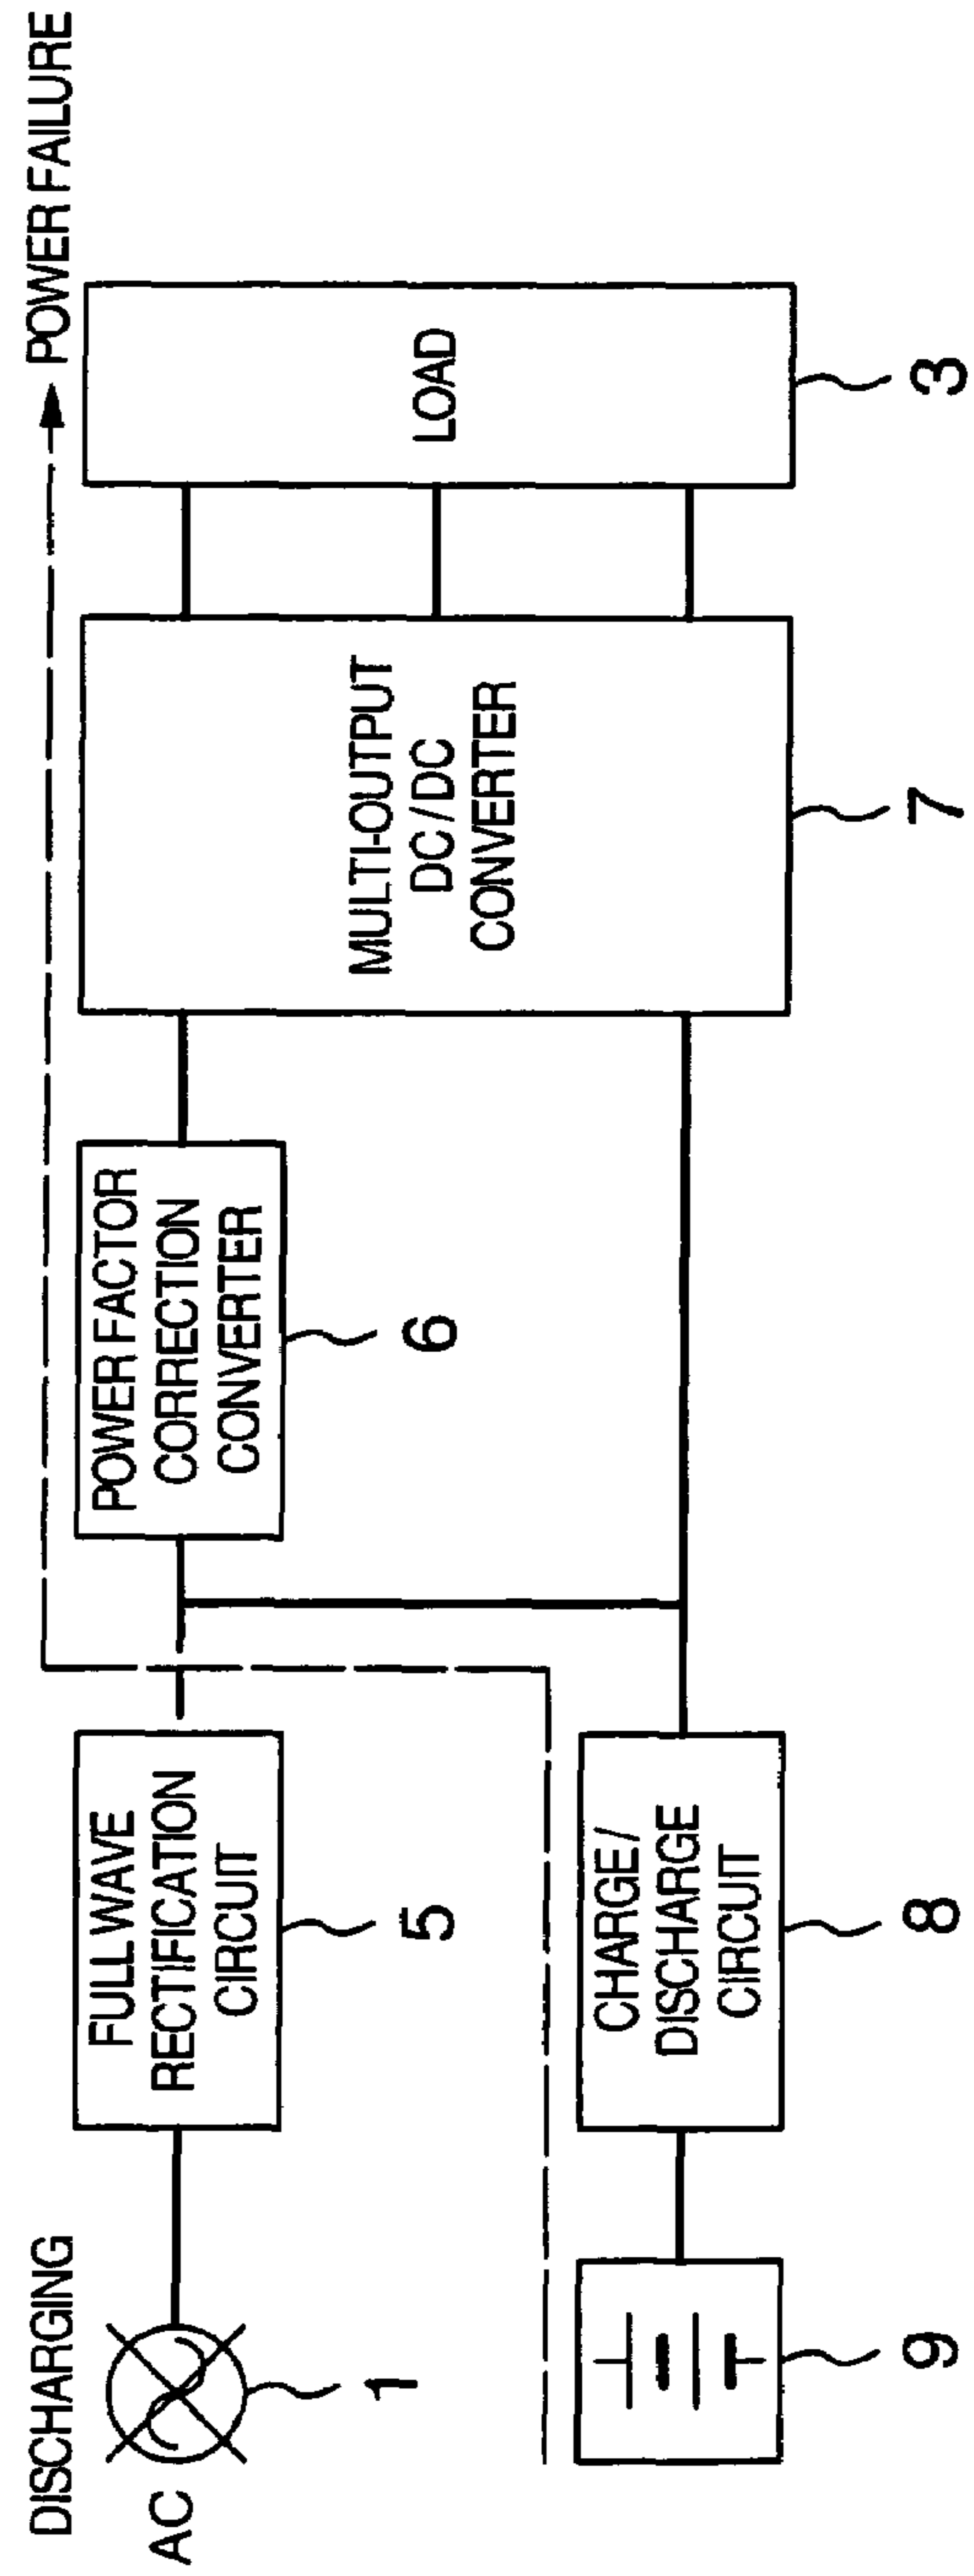 DISCHARGING
POWER FAILURE
AC
1
FULL WAVE
RECTIFICATION
CIRCUIT
5
POWER FACTOR
CORRECTION
CONVERTER
6
MULTI-OUTPUT
DC/DC
CONVERTER
7
LOAD
3
CHARGE/
DISCHARGE
CIRCUIT
8
9